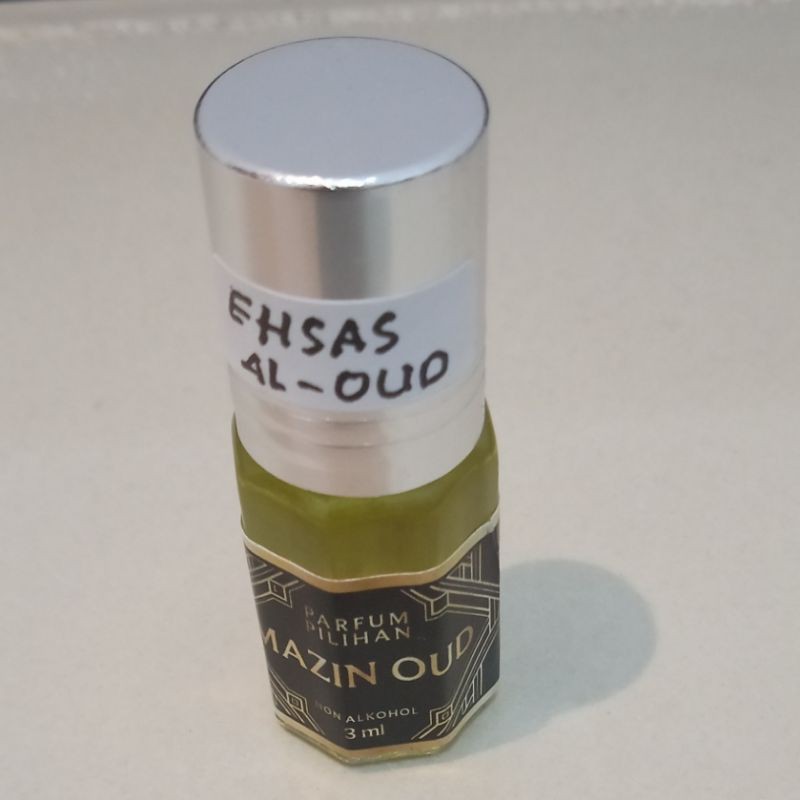 EHSAS
AL-OUD
PARFUM
PILIHAN
MAZIN OUD
NON ALKOHOL
3 ml